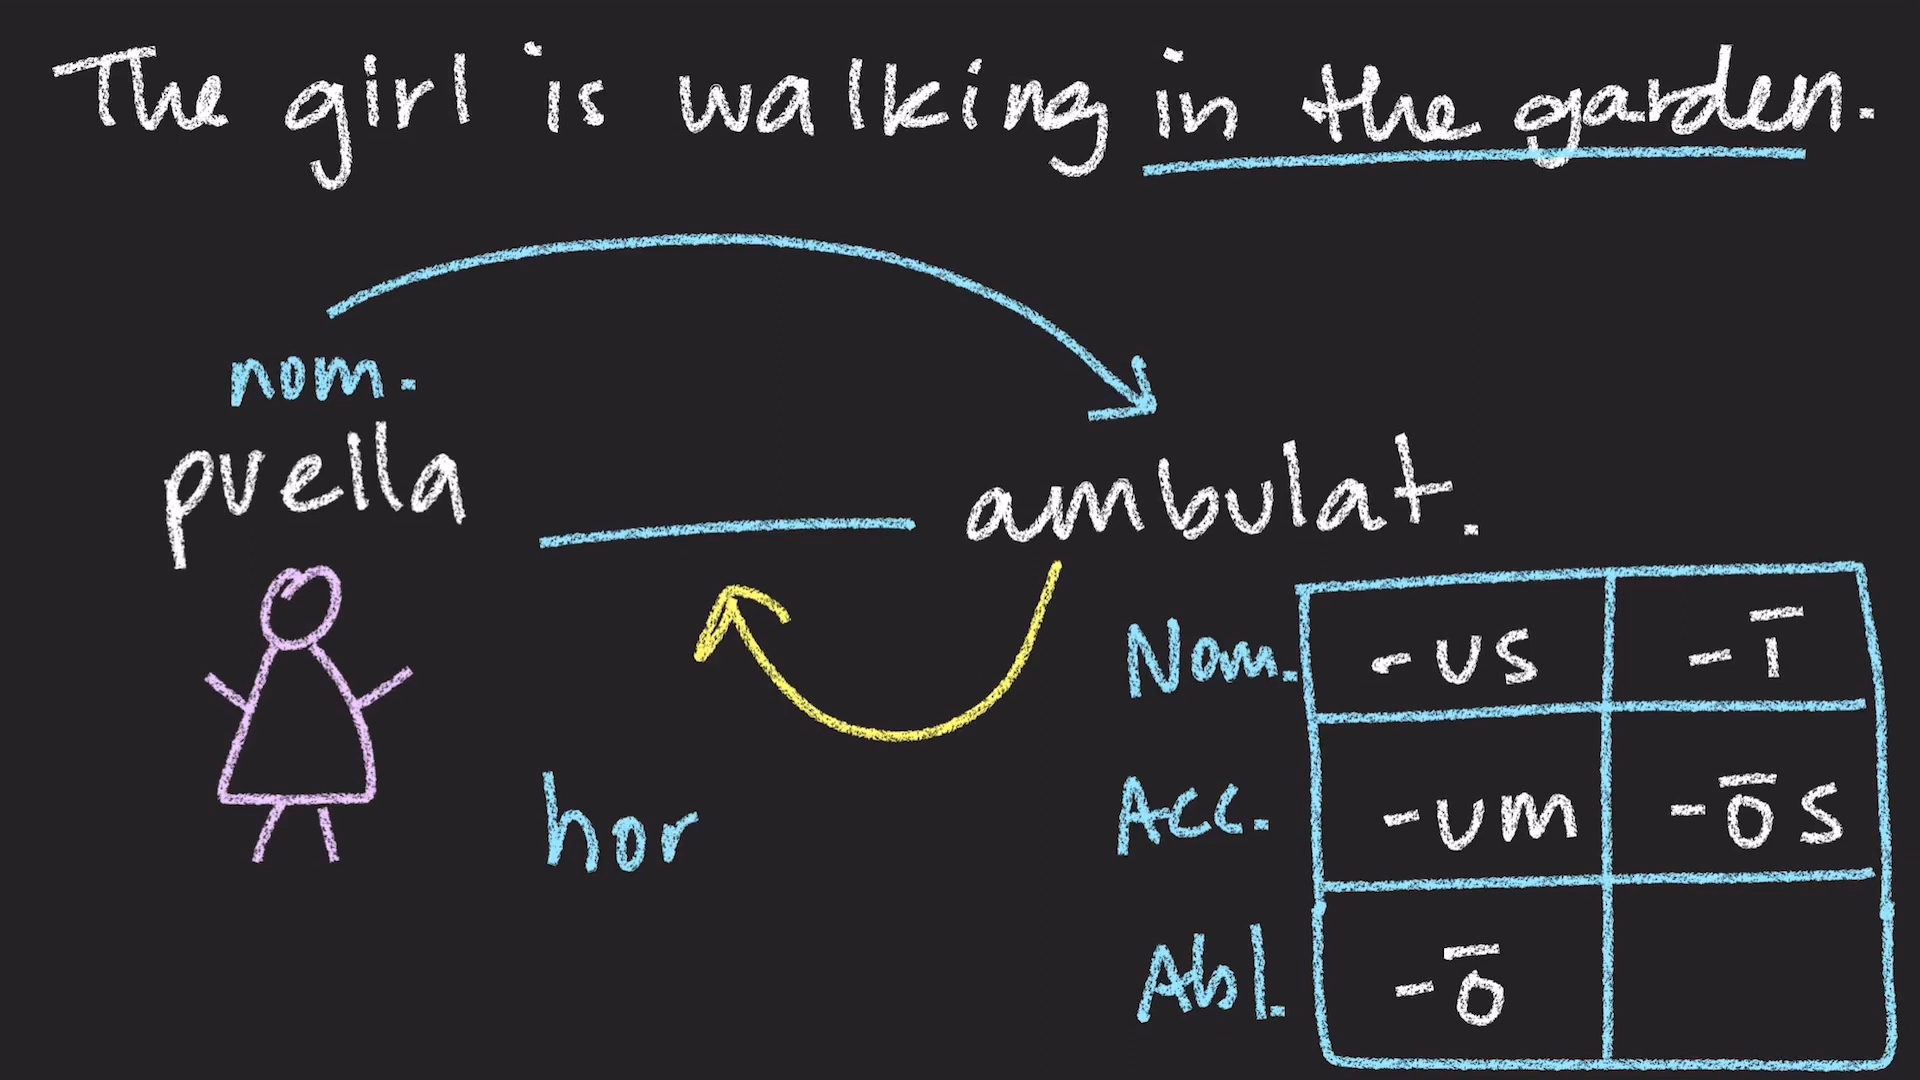 The girl is walking in the garden.
nom.
puella ambulat.
hor
Nom. -us -ī
Acc. -um -ōs
Abl. -ō